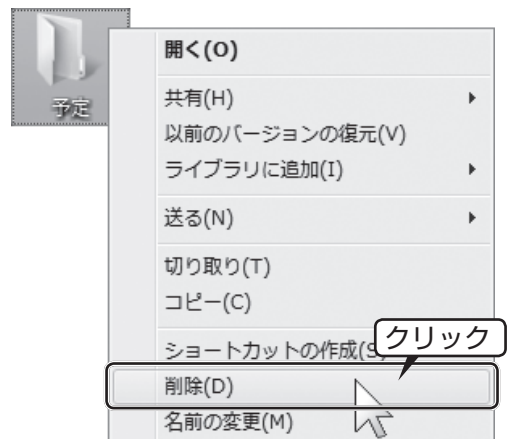 予定
開く(O)
共有(H)
以前のバージョンの復元(V)
ライブラリに追加(I)
送る(N)
切り取り(T)
コピー(C)
ショートカットの作成(S
クリック
削除(D)
名前の変更(M)